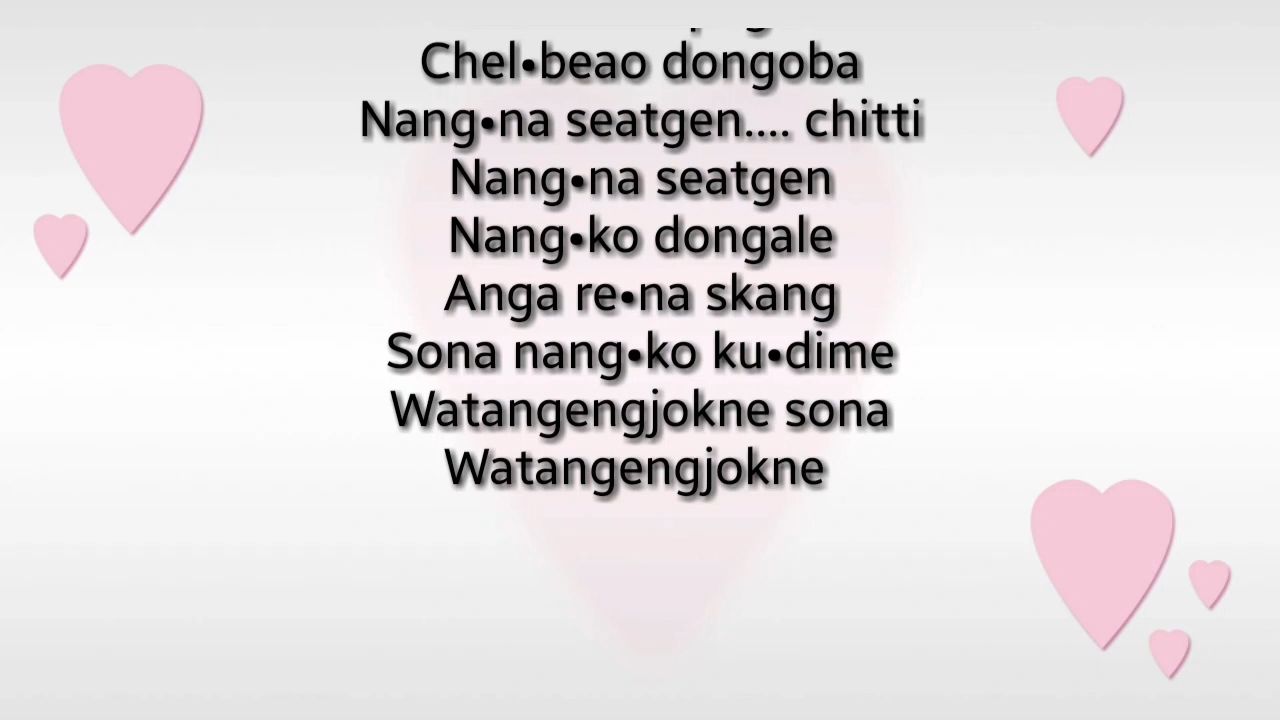 Chel•beao dongoba
Nang•na seatgen.... chitti
Nang•na seatgen
Nang•ko dongale
Anga re•na skang
Sona nang•ko ku•dime
Watangengjokne sona
Watangengjokne